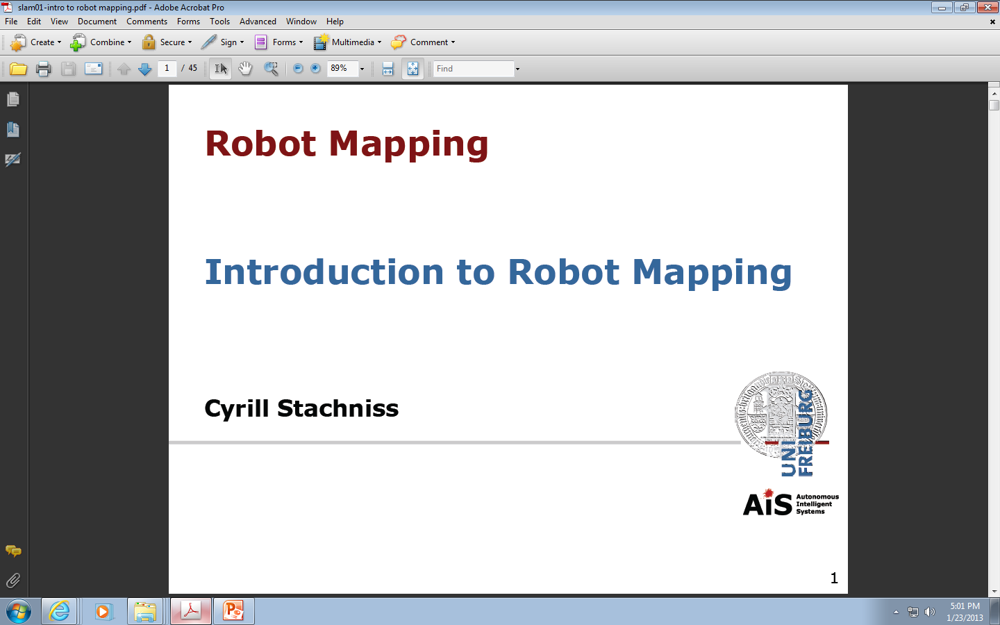 slam01-intro to robot mapping.pdf - Adobe Acrobat Pro
File Edit View Document Comments Forms Tools Advanced Window Help
Create Combine Secure Sign Forms Multimedia Comment
1 / 45 89% Find
Robot Mapping
Introduction to Robot Mapping
Cyrill Stachniss
UNI
FREIBURG
AiS Autonomous
Intelligent
Systems
1
5:01 PM
1/23/2013